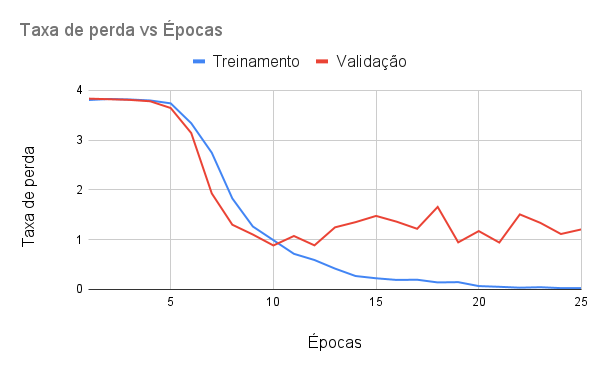 Taxa de perda vs Épocas
Treinamento Validação
Taxa de perda
4
3
2
1
0
5 10 15 20 25
Épocas